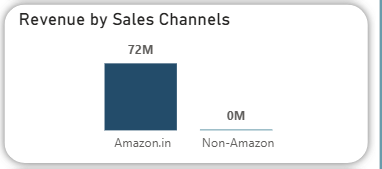 Revenue by Sales Channels
72M
0M
Amazon.in
Non-Amazon